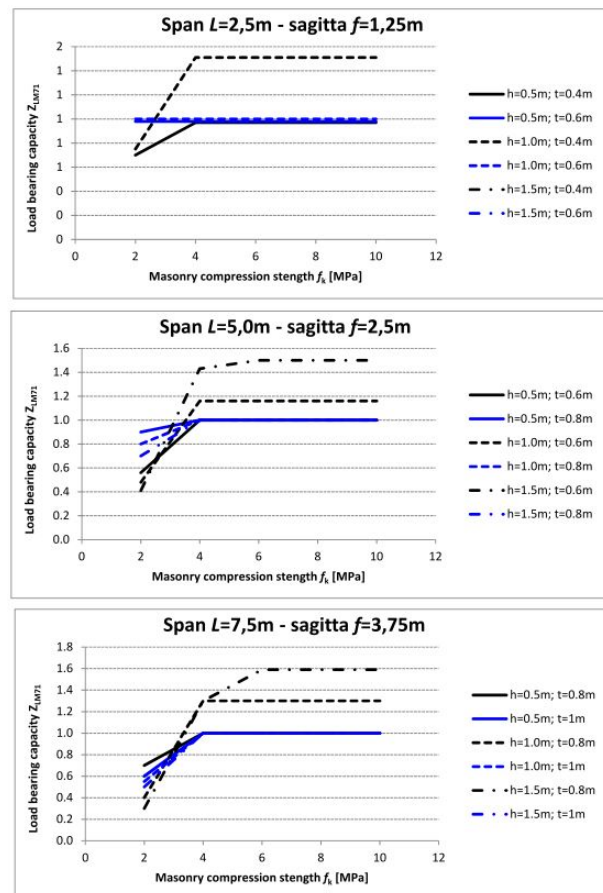 Span L=2,5m - sagitta f=1,25m
Load bearing capacity Z_LM71
2
1
1
1
1
1
0
0
0
0 2 4 6 8 10 12
Masonry compression stength f_k [MPa]
h=0.5m; t=0.4m
h=0.5m; t=0.6m
h=1.0m; t=0.4m
h=1.0m; t=0.6m
h=1.5m; t=0.4m
h=1.5m; t=0.6m
Span L=5,0m - sagitta f=2,5m
Load bearing capacity Z_LM71
1.6
1.4
1.2
1.0
0.8
0.6
0.4
0.2
0.0
0 2 4 6 8 10 12
Masonry compression stength f_k [MPa]
h=0.5m; t=0.6m
h=0.5m; t=0.8m
h=1.0m; t=0.6m
h=1.0m; t=0.8m
h=1.5m; t=0.6m
h=1.5m; t=0.8m
Span L=7,5m - sagitta f=3,75m
Load bearing capacity Z_LM71
1.8
1.6
1.4
1.2
1.0
0.8
0.6
0.4
0.2
0.0
0 2 4 6 8 10 12
Masonry compression stength f_k [MPa]
h=0.5m; t=0.8m
h=0.5m; t=1m
h=1.0m; t=0.8m
h=1.0m; t=1m
h=1.5m; t=0.8m
h=1.5m; t=1m